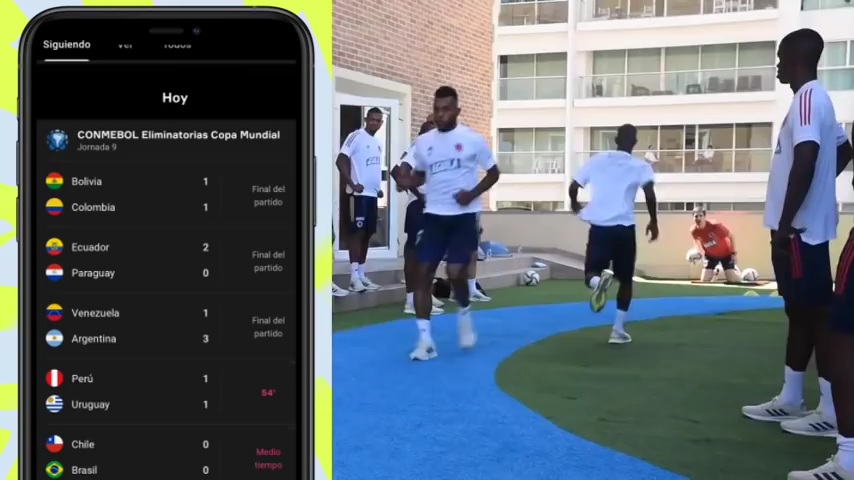 Siguiendo Ver Todos
Hoy
CONMEBOL Eliminatorias Copa Mundial
Jornada 9
Bolivia 1
Colombia 1
Final del
partido
Ecuador 2
Paraguay 0
Final del
partido
Venezuela 1
Argentina 3
Final del
partido
Perú 1
Uruguay 1
54'
Chile 0
Brasil 0
Medio
tiempo